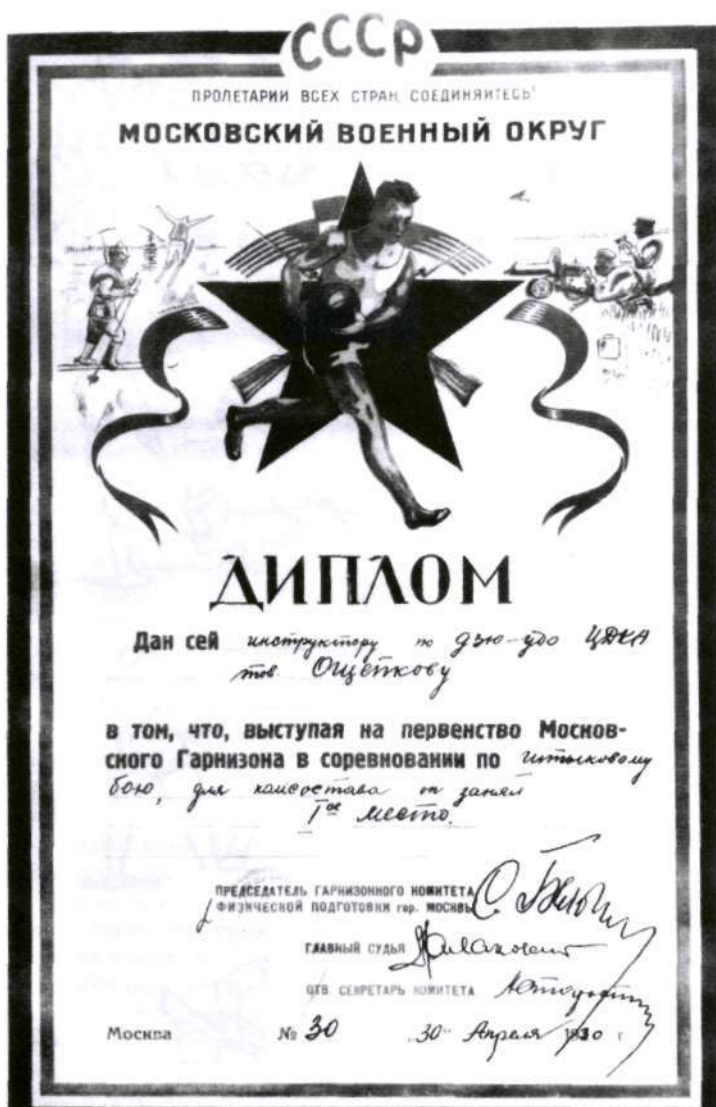 СССР
ПРОЛЕТАРИИ ВСЕХ СТРАН, СОЕДИНЯЙТЕСЬ!
МОСКОВСКИЙ ВОЕННЫЙ ОКРУГ
ДИПЛОМ
Дан сей инструктору по дзю-удо ЦДКА
тов. Ощепкову
в том, что, выступая на первенство Москов-
ского Гарнизона в соревновании по штыковому
бою, для комсостава он занял
Iое место.
ПРЕДСЕДАТЕЛЬ ГАРНИЗОННОГО КОМИТЕТА
ФИЗИЧЕСКОЙ ПОДГОТОВКИ гор. МОСКВЫ
ГЛАВНЫЙ СУДЬЯ
ОТВ. СЕКРЕТАРЬ КОМИТЕТА
Москва № 30 „30" Апреля 1930 г